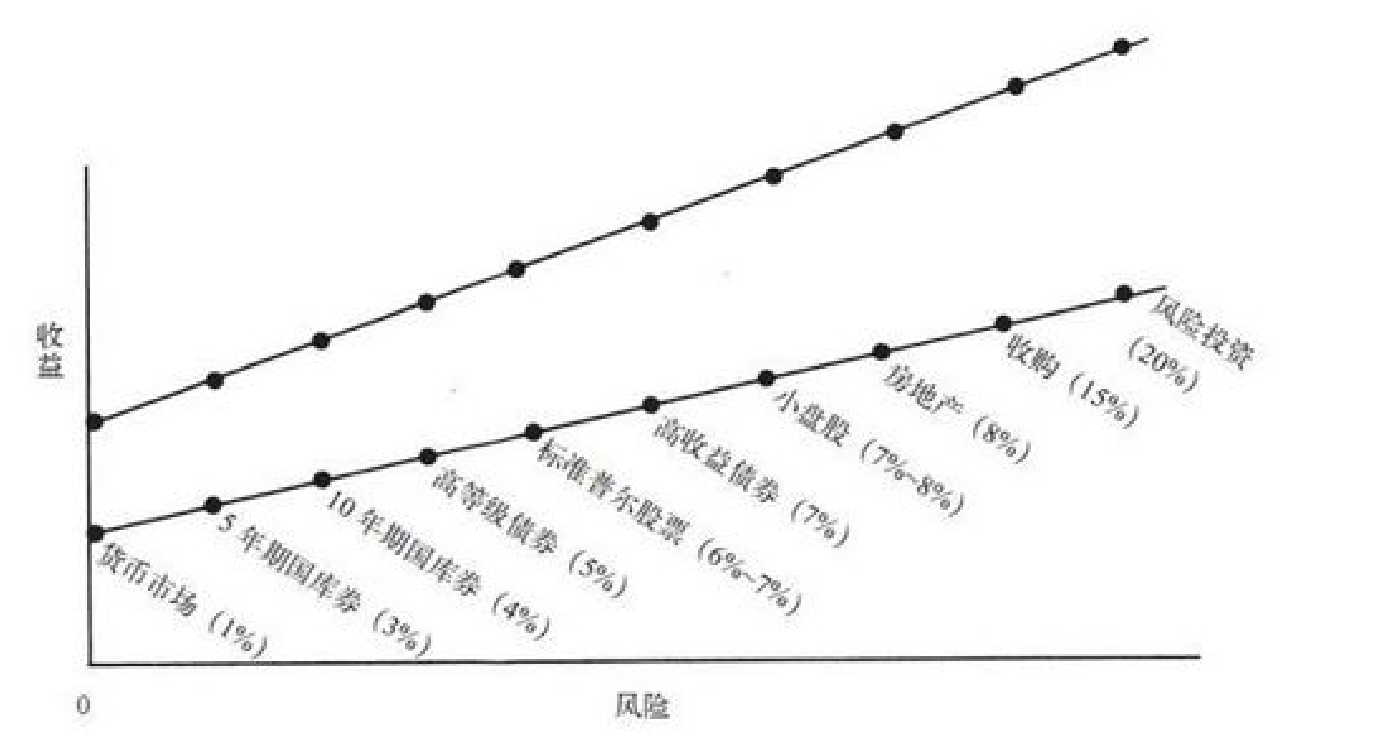 收益
风险投资
(20%)
收购 (15%)
房地产 (8%)
小盘股 (7%~8%)
高收益债券 (7%)
标准普尔股票 (6%~7%)
高等级债券 (5%)
10 年期国库券 (4%)
5 年期国库券 (3%)
货币市场 (1%)
0
风险